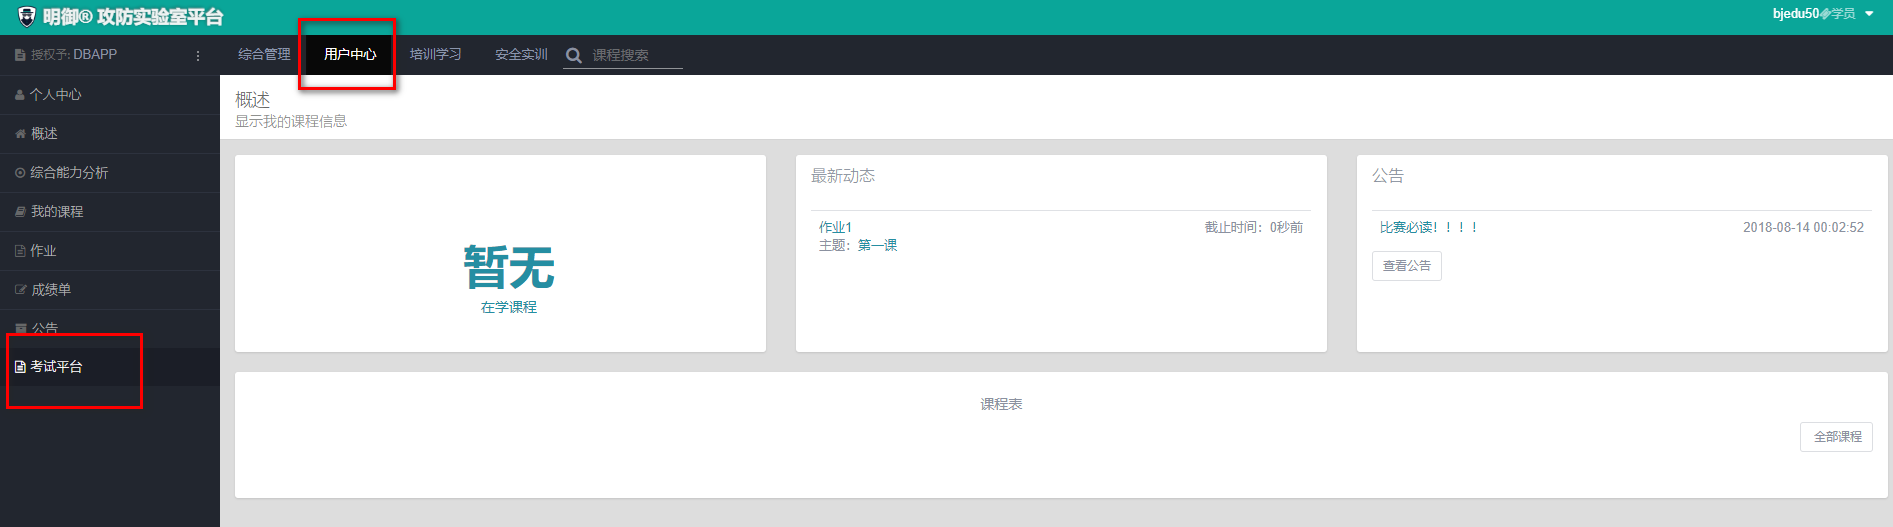 明御® 攻防实验室平台
bjedu50 学员
授权予: DBAPP
综合管理 用户中心 培训学习 安全实训 课程搜索
个人中心
概述
综合能力分析
我的课程
作业
成绩单
公告
考试平台
概述
显示我的课程信息
暂无
在学课程
最新动态
作业1 截止时间：0秒前
主题：第一课
公告
比赛必读！！！！ 2018-08-14 00:02:52
查看公告
课程表
全部课程